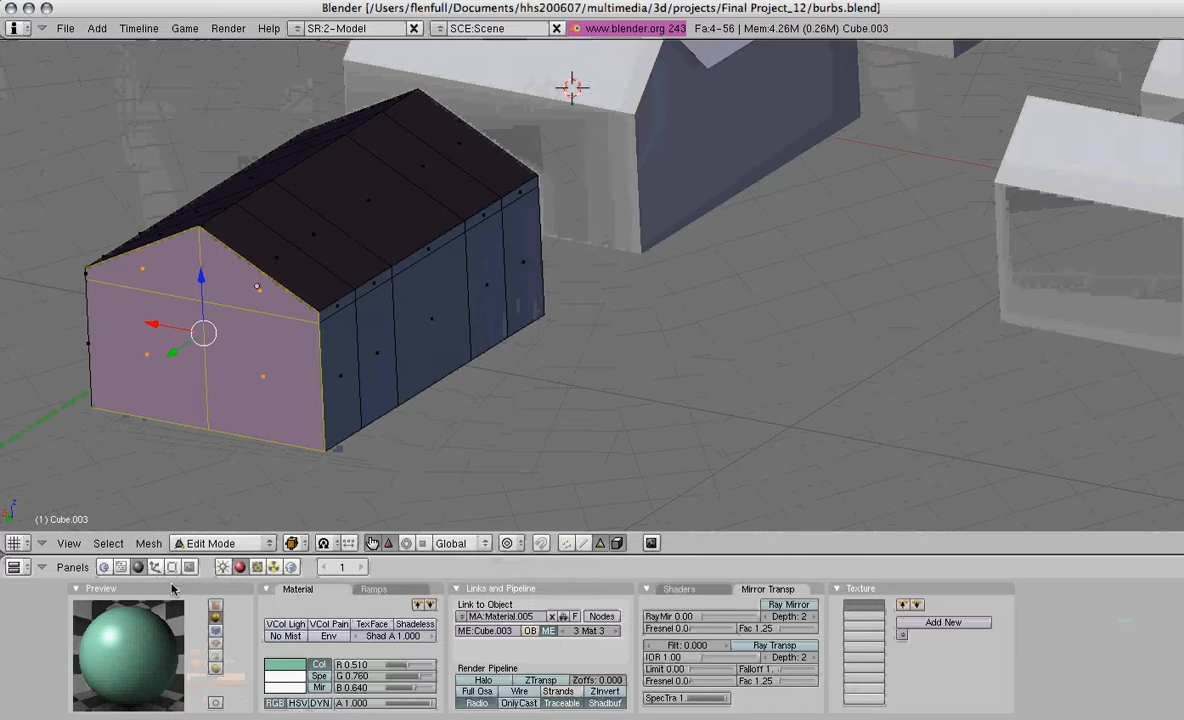 Blender [/Users/flenfull/Documents/hhs200607/multimedia/3d/projects/Final Project_12/burbs.blend]
File Add Timeline Game Render Help SR:2-Model SCE:Scene www.blender.org 243 Fa:4-56 | Mem:4.26M (0.26M) Cube.003
z
(1) Cube.003
View Select Mesh Edit Mode Global
Panels 1
Preview Material Ramps Links and Pipeline Shaders Mirror Transp Texture
Link to Object
MA:Material.005 F Nodes
ME:Cube.003 OB ME 3 Mat 3
VCol Ligh VCol Pain TexFace Shadeless
No Mist Env Shad A 1.000
Col R 0.510
Spe G 0.760
Mir B 0.640
RGB HSV DYN A 1.000
Render Pipeline
Halo ZTransp Zoffs: 0.000
Full Osa Wire Strands ZInvert
Radio OnlyCast Traceable Shadbuf
Ray Mirror
RayMir 0.00 Depth: 2
Fresnel 0.0 Fac 1.25
Ray Transp
Filt: 0.000
IOR 1.00 Depth: 2
Limit 0.00 Falloff 1
Fresnel 0.0 Fac 1.25
SpecTra 1
Add New